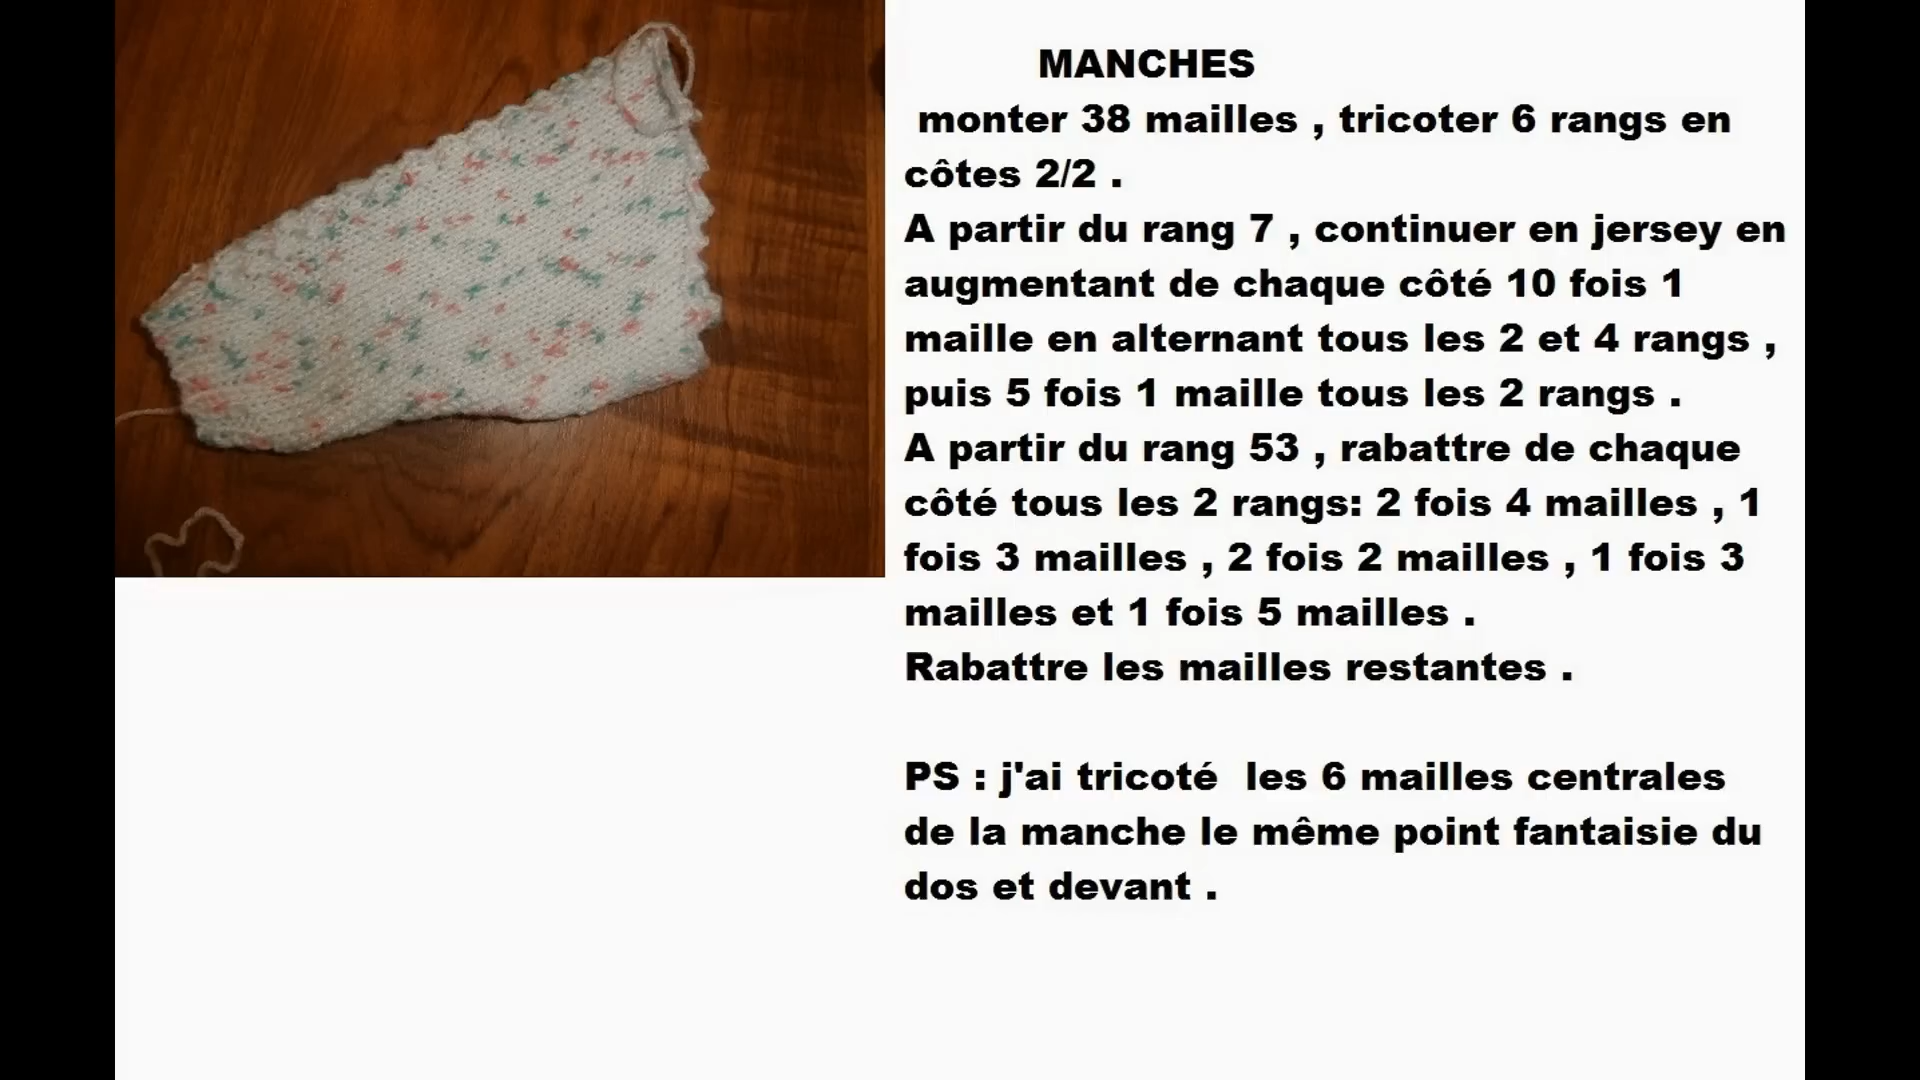 MANCHES
monter 38 mailles , tricoter 6 rangs en
côtes 2/2 .
A partir du rang 7 , continuer en jersey en
augmentant de chaque côté 10 fois 1
maille en alternant tous les 2 et 4 rangs ,
puis 5 fois 1 maille tous les 2 rangs .
A partir du rang 53 , rabattre de chaque
côté tous les 2 rangs: 2 fois 4 mailles , 1
fois 3 mailles , 2 fois 2 mailles , 1 fois 3
mailles et 1 fois 5 mailles .
Rabattre les mailles restantes .
PS : j'ai tricoté  les 6 mailles centrales
de la manche le même point fantaisie du
dos et devant .